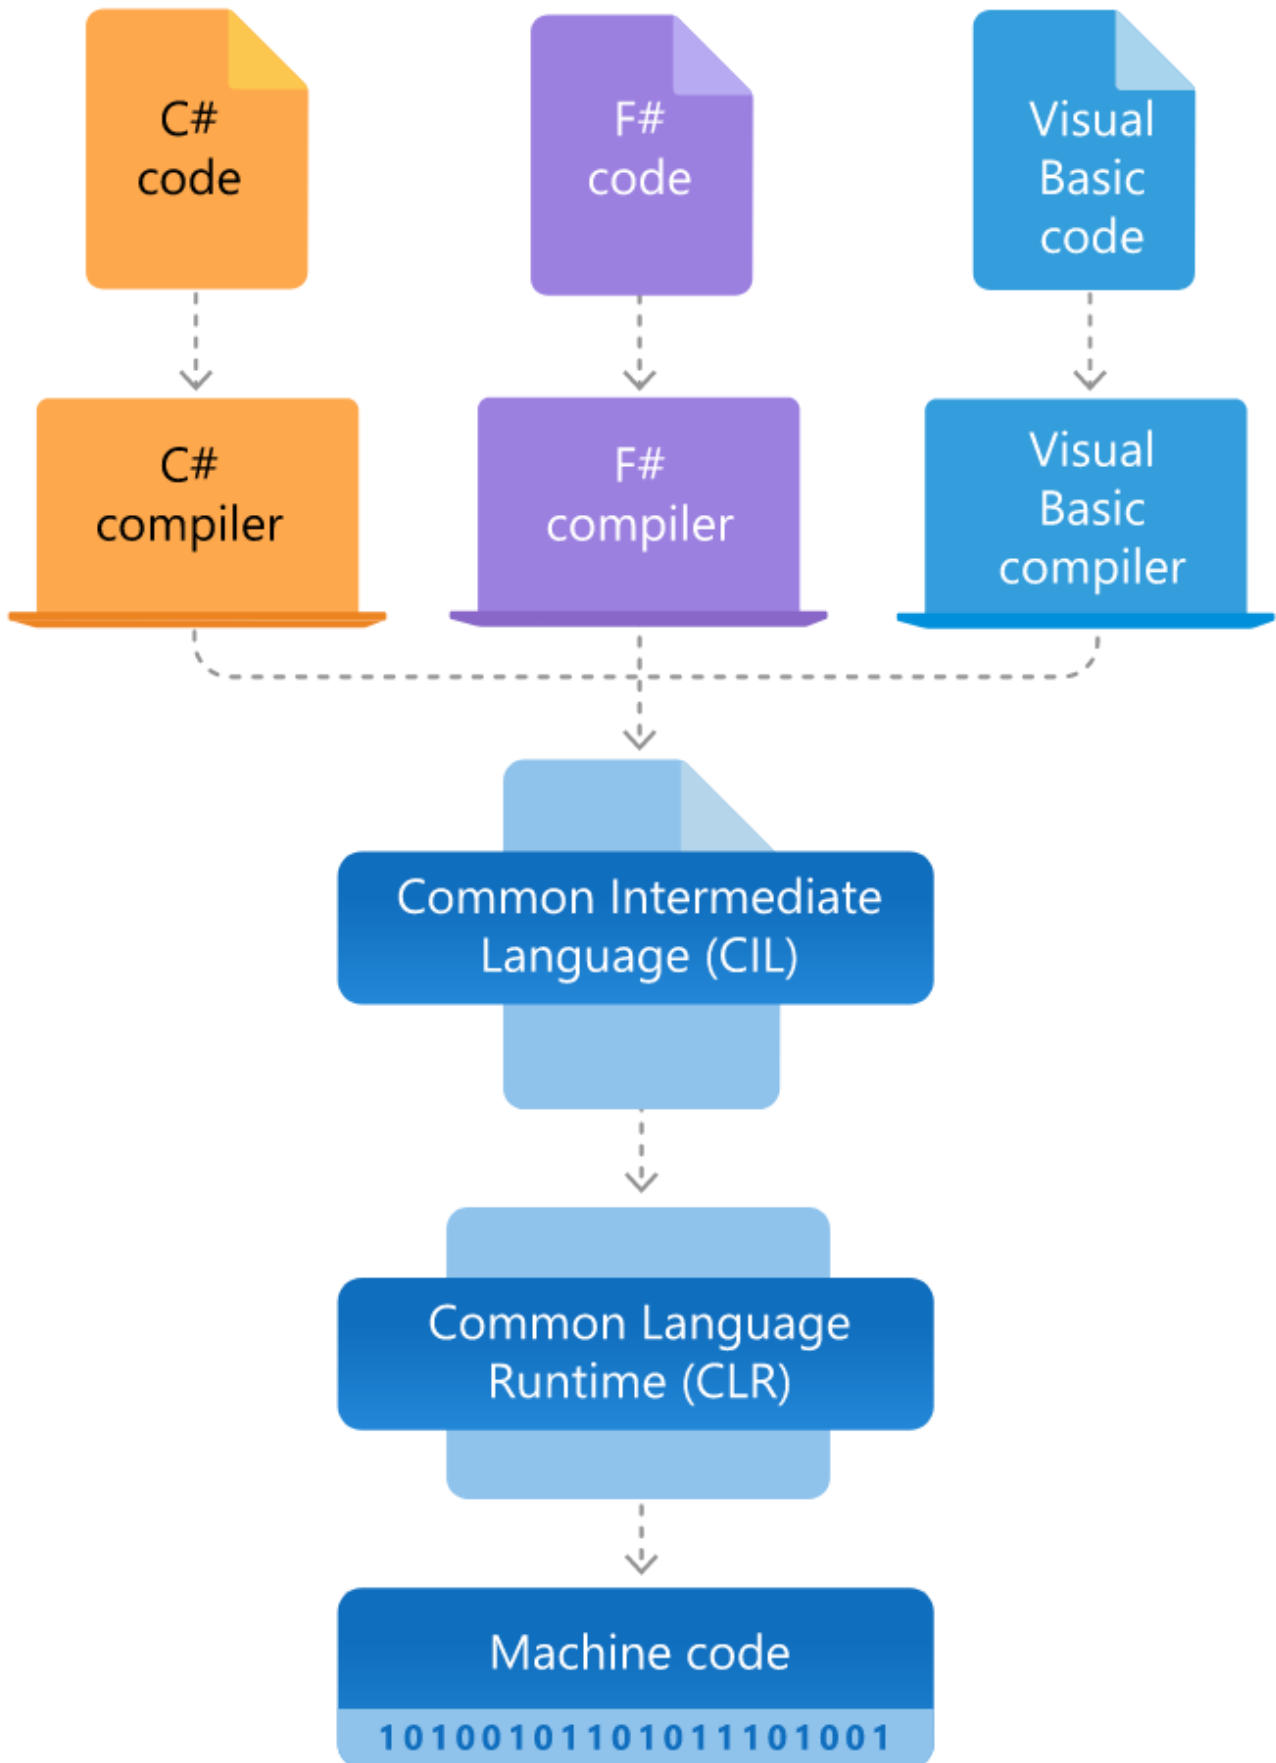 C#
code
F#
code
Visual
Basic
code
C#
compiler
F#
compiler
Visual
Basic
compiler
Common Intermediate
Language (CIL)
Common Language
Runtime (CLR)
Machine code
10100101101011101001